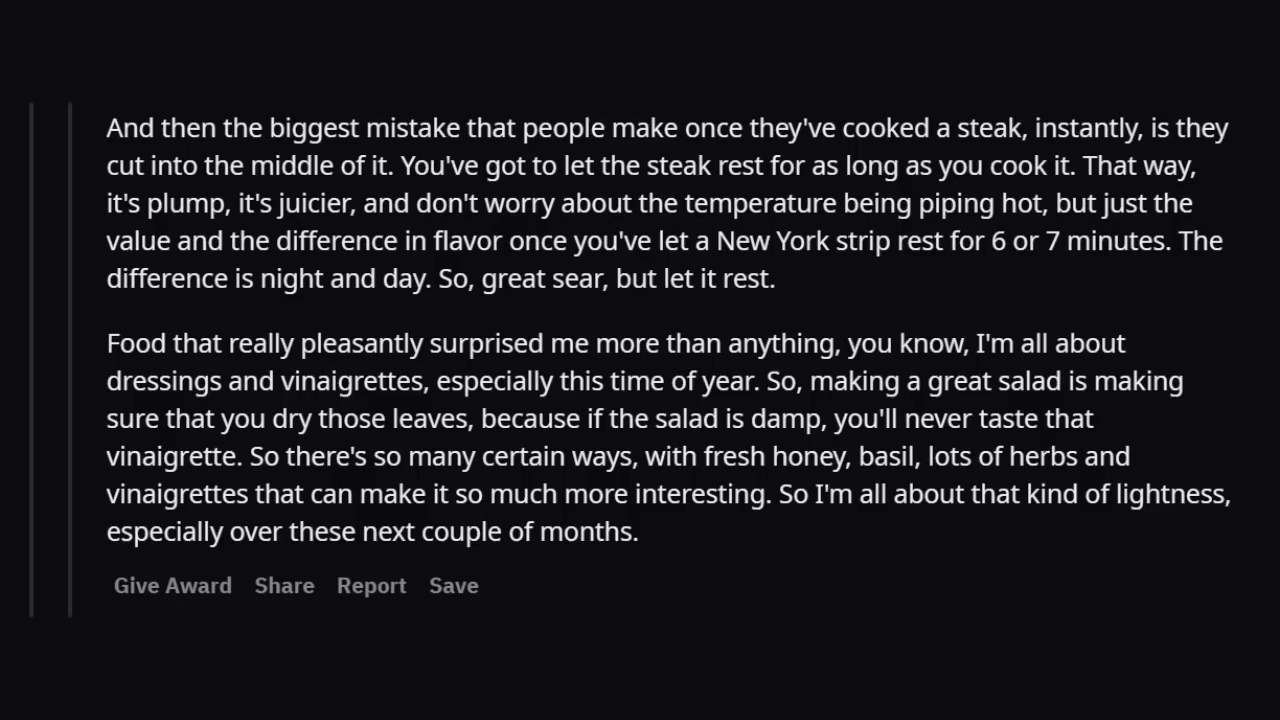 And then the biggest mistake that people make once they've cooked a steak, instantly, is they
cut into the middle of it. You've got to let the steak rest for as long as you cook it. That way,
it's plump, it's juicier, and don't worry about the temperature being piping hot, but just the
value and the difference in flavor once you've let a New York strip rest for 6 or 7 minutes. The
difference is night and day. So, great sear, but let it rest.
Food that really pleasantly surprised me more than anything, you know, I'm all about
dressings and vinaigrettes, especially this time of year. So, making a great salad is making
sure that you dry those leaves, because if the salad is damp, you'll never taste that
vinaigrette. So there's so many certain ways, with fresh honey, basil, lots of herbs and
vinaigrettes that can make it so much more interesting. So I'm all about that kind of lightness,
especially over these next couple of months.
Give Award Share Report Save